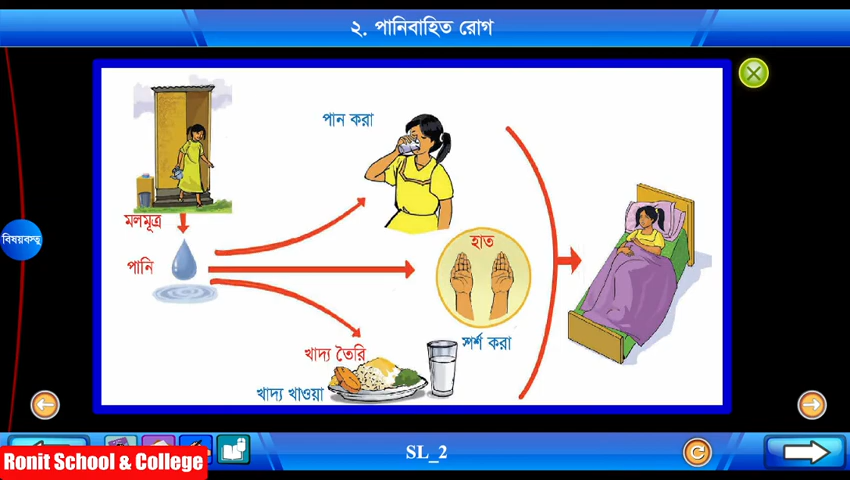 ২. পানিবাহিত রোগ
পান করা
মলমূত্র
বিষয়বস্তু
হাত
পানি
স্পর্শ করা
খাদ্য তৈরি
খাদ্য খাওয়া
SL_2
Ronit School & College